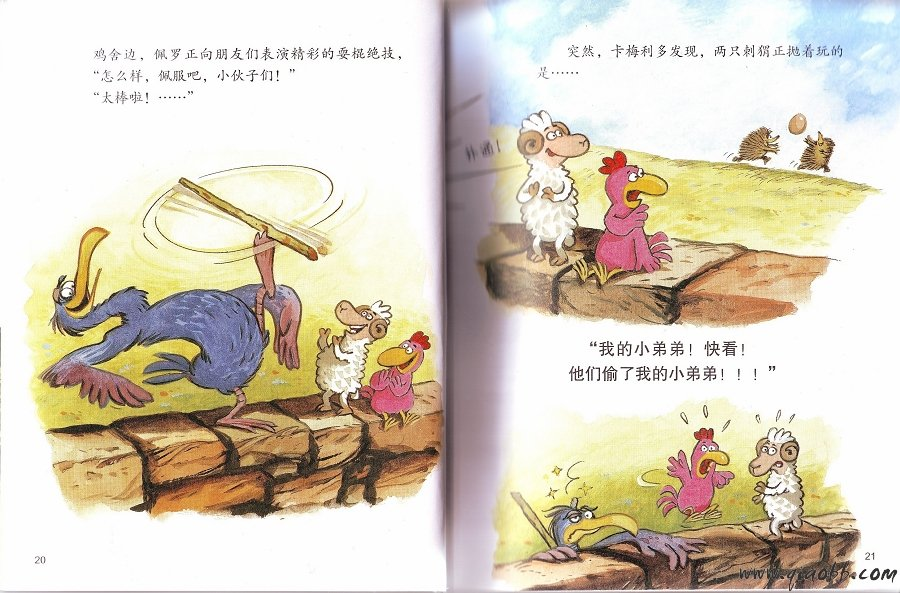 鸡舍边，佩罗正向朋友们表演精彩的耍棍绝技，
“怎么样，佩服吧，小伙子们！”
“太棒啦！……”
20
突然，卡梅利多发现，两只刺猬正抛着玩的
是……
扑通！
“我的小弟弟！快看！
他们偷了我的小弟弟！！！”
21